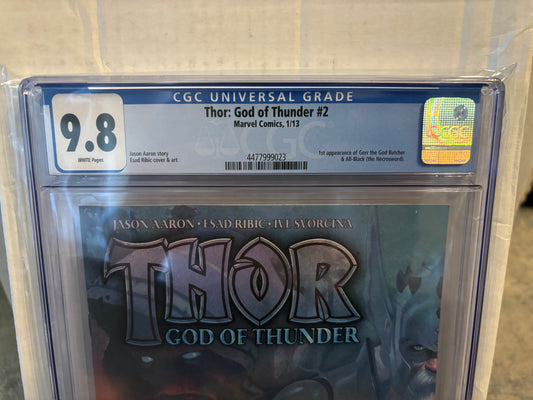 CGC UNIVERSAL GRADE
9.8
WHITE Pages
Thor: God of Thunder #2
Marvel Comics, 1/13
Jason Aaron story
Esad Ribic cover & art
4477999023
1st appearance of Gorr the God Butcher
& All-Black (the Necrosword).
CGC
CGC
JASON AARON • ESAD RIBIC • IVE SVORCINA
THOR
GOD OF THUNDER